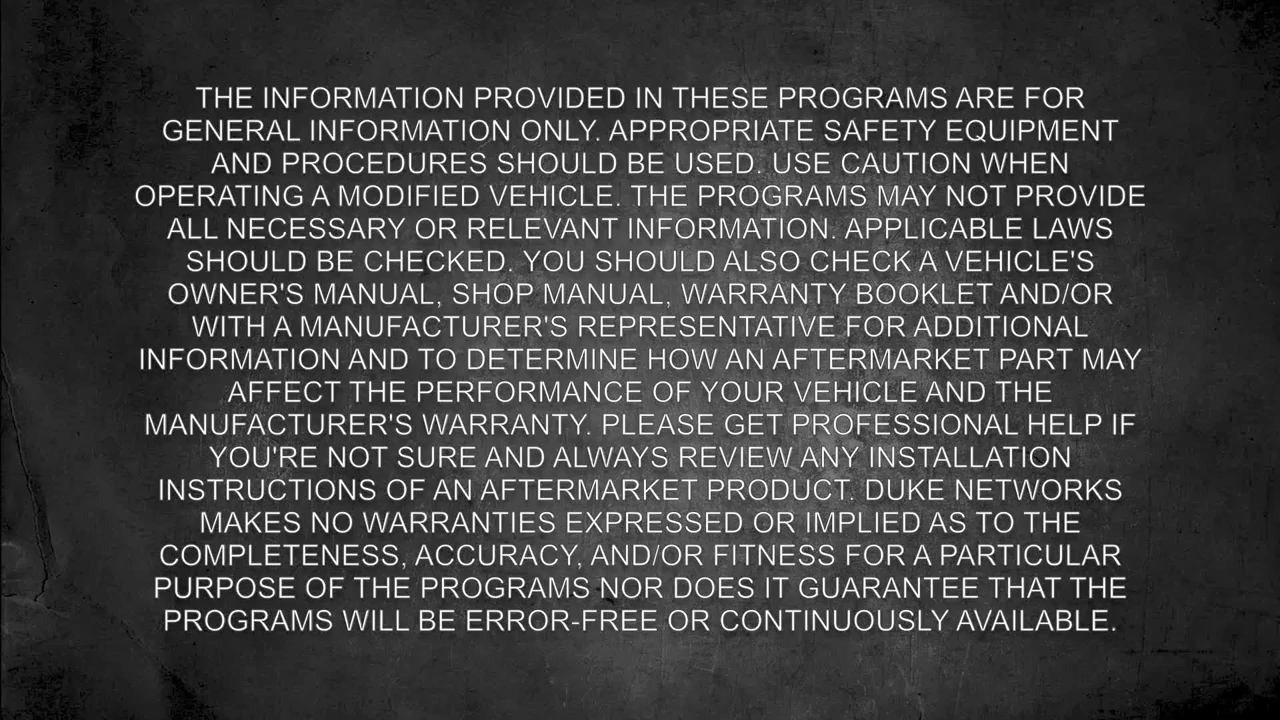 THE INFORMATION PROVIDED IN THESE PROGRAMS ARE FOR
GENERAL INFORMATION ONLY. APPROPRIATE SAFETY EQUIPMENT
AND PROCEDURES SHOULD BE USED. USE CAUTION WHEN
OPERATING A MODIFIED VEHICLE. THE PROGRAMS MAY NOT PROVIDE
ALL NECESSARY OR RELEVANT INFORMATION. APPLICABLE LAWS
SHOULD BE CHECKED. YOU SHOULD ALSO CHECK A VEHICLE'S
OWNER'S MANUAL, SHOP MANUAL, WARRANTY BOOKLET AND/OR
WITH A MANUFACTURER'S REPRESENTATIVE FOR ADDITIONAL
INFORMATION AND TO DETERMINE HOW AN AFTERMARKET PART MAY
AFFECT THE PERFORMANCE OF YOUR VEHICLE AND THE
MANUFACTURER'S WARRANTY. PLEASE GET PROFESSIONAL HELP IF
YOU'RE NOT SURE AND ALWAYS REVIEW ANY INSTALLATION
INSTRUCTIONS OF AN AFTERMARKET PRODUCT. DUKE NETWORKS
MAKES NO WARRANTIES EXPRESSED OR IMPLIED AS TO THE
COMPLETENESS, ACCURACY, AND/OR FITNESS FOR A PARTICULAR
PURPOSE OF THE PROGRAMS NOR DOES IT GUARANTEE THAT THE
PROGRAMS WILL BE ERROR-FREE OR CONTINUOUSLY AVAILABLE.